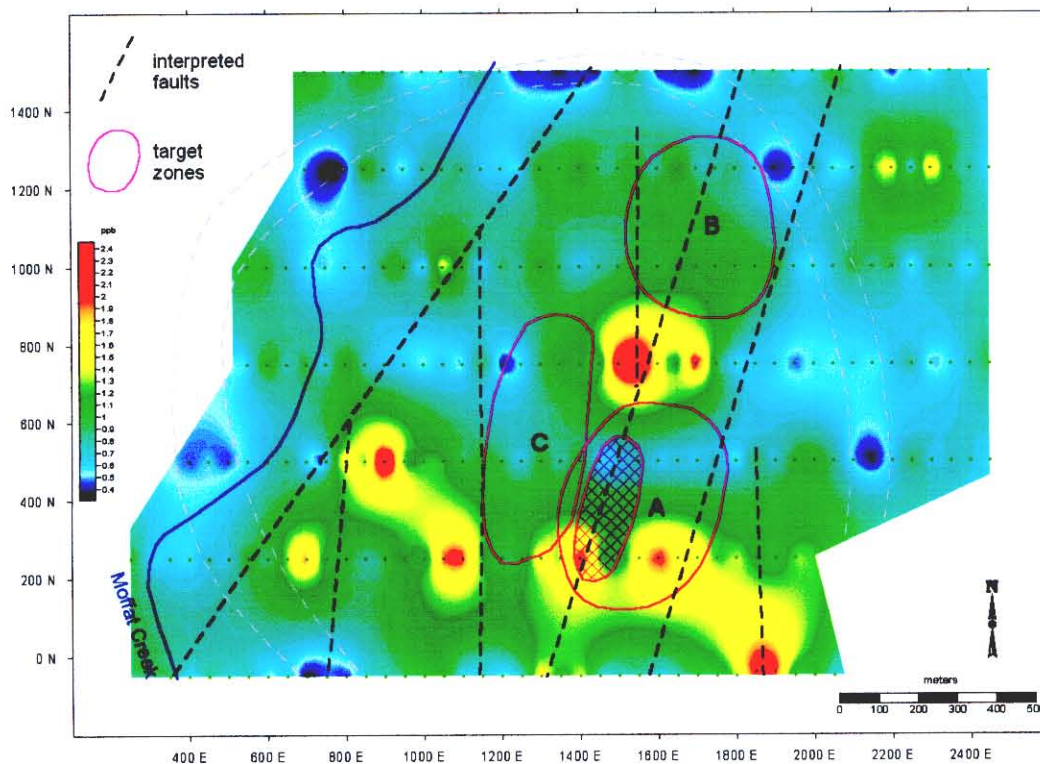 interpreted
faults
target
zones
1400 N
1200 N
1000 N
800 N
600 N
400 N
200 N
0 N
ppb
2.4
2.3
2.2
2.1
2
1.9
1.8
1.7
1.6
1.5
1.4
1.3
1.2
1.1
1
0.9
0.8
0.7
0.6
0.5
0.4
B
C
A
Moffat Creek
N
meters
0 100 200 300 400 500
400 E 600 E 800 E 1000 E 1200 E 1400 E 1600 E 1800 E 2000 E 2200 E 2400 E